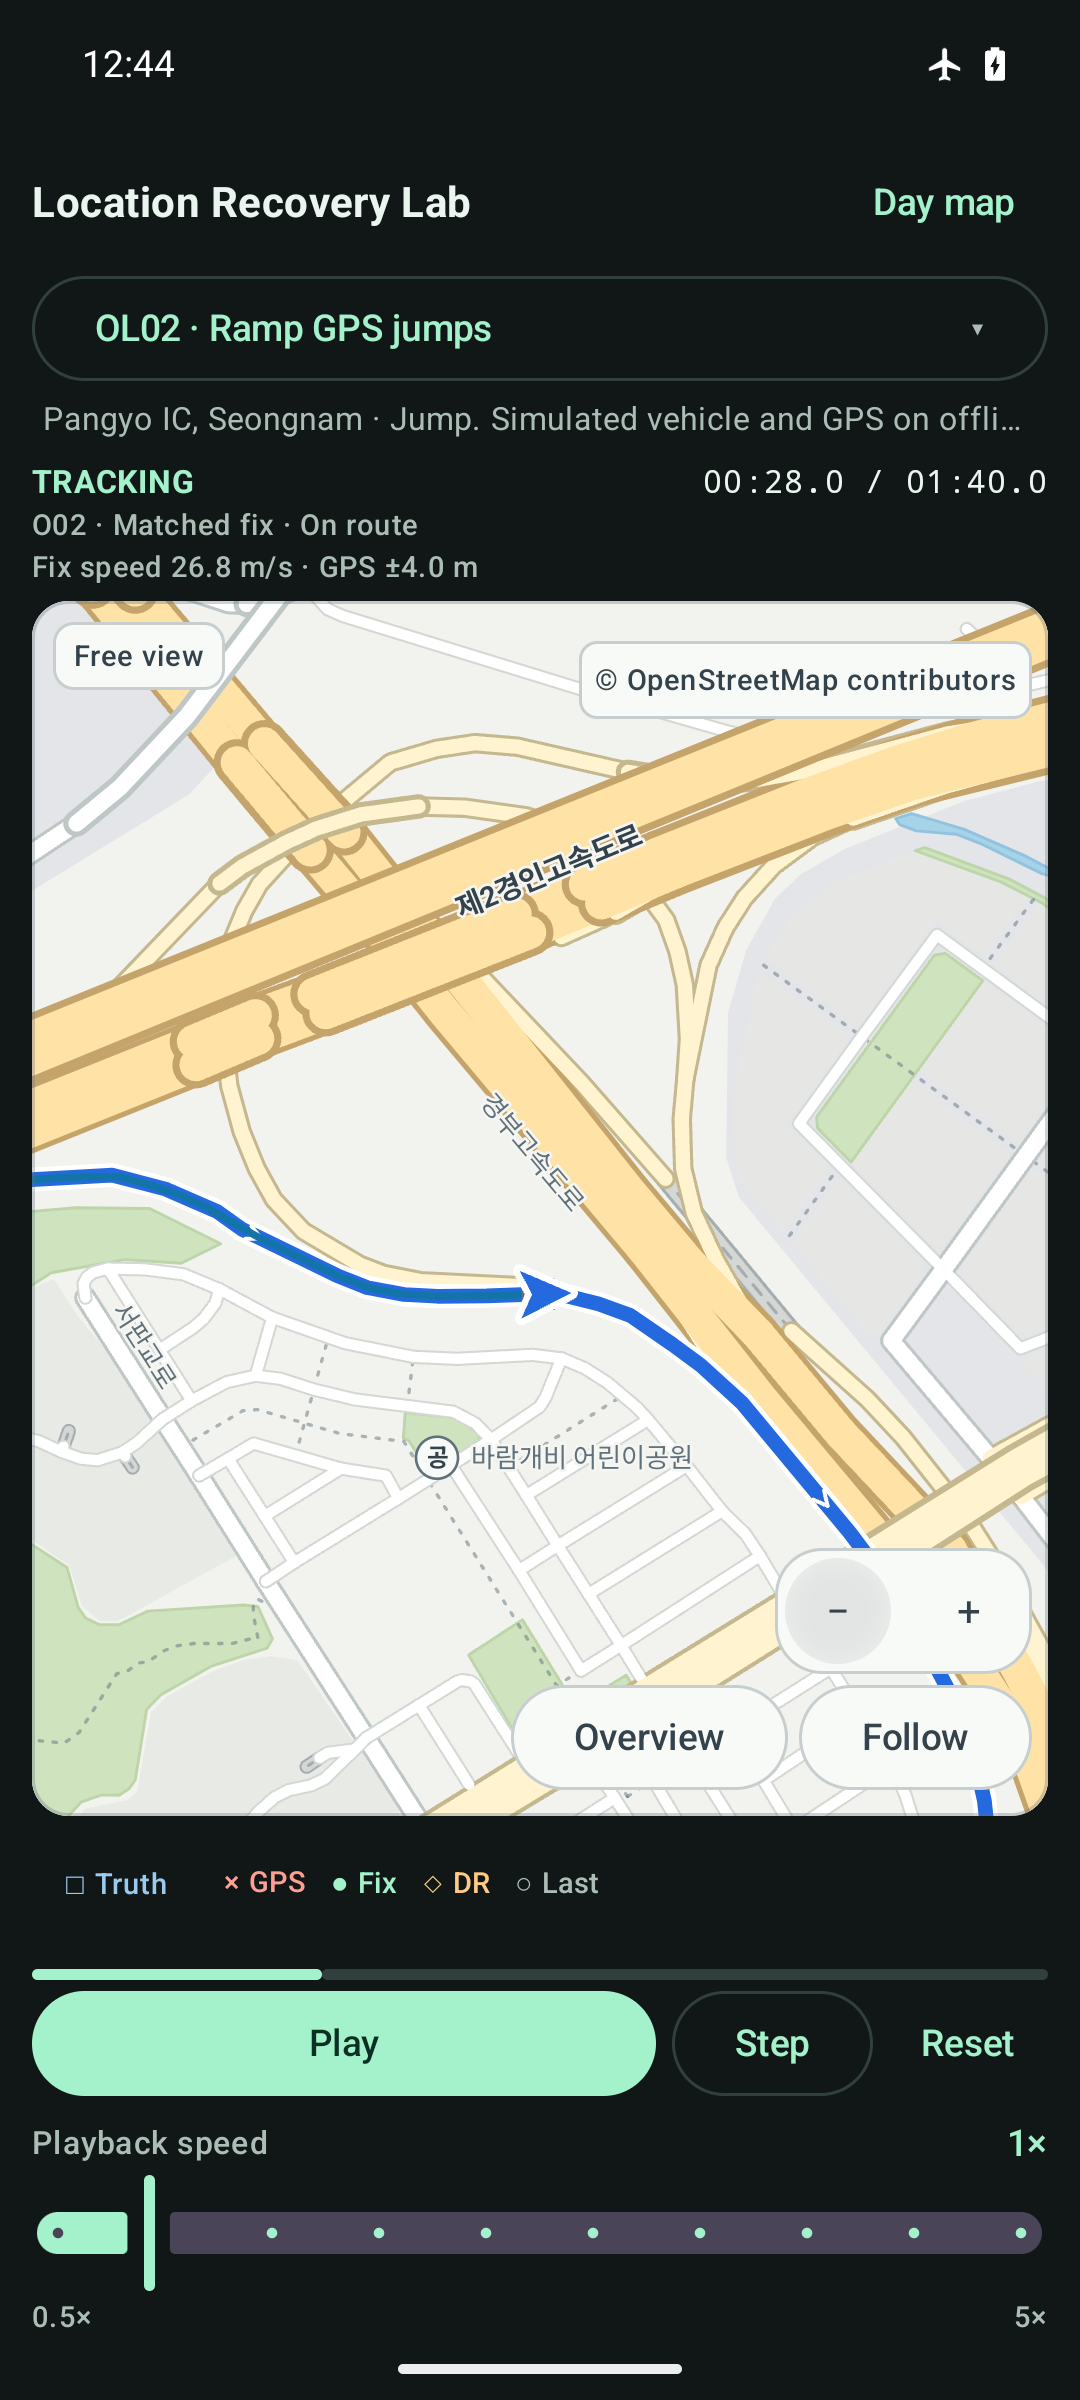 12:44
Location Recovery Lab
Day map
OL02 · Ramp GPS jumps
Pangyo IC, Seongnam · Jump. Simulated vehicle and GPS on offli…
TRACKING
00:28.0 / 01:40.0
O02 · Matched fix · On route
Fix speed 26.8 m/s · GPS ±4.0 m
Free view
© OpenStreetMap contributors
제2경인고속도로
경부고속도로
서판교로
공 바람개비 어린이공원
− +
Overview
Follow
□ Truth × GPS ● Fix ◇ DR ○ Last
Play
Step
Reset
Playback speed
1×
0.5×
5×